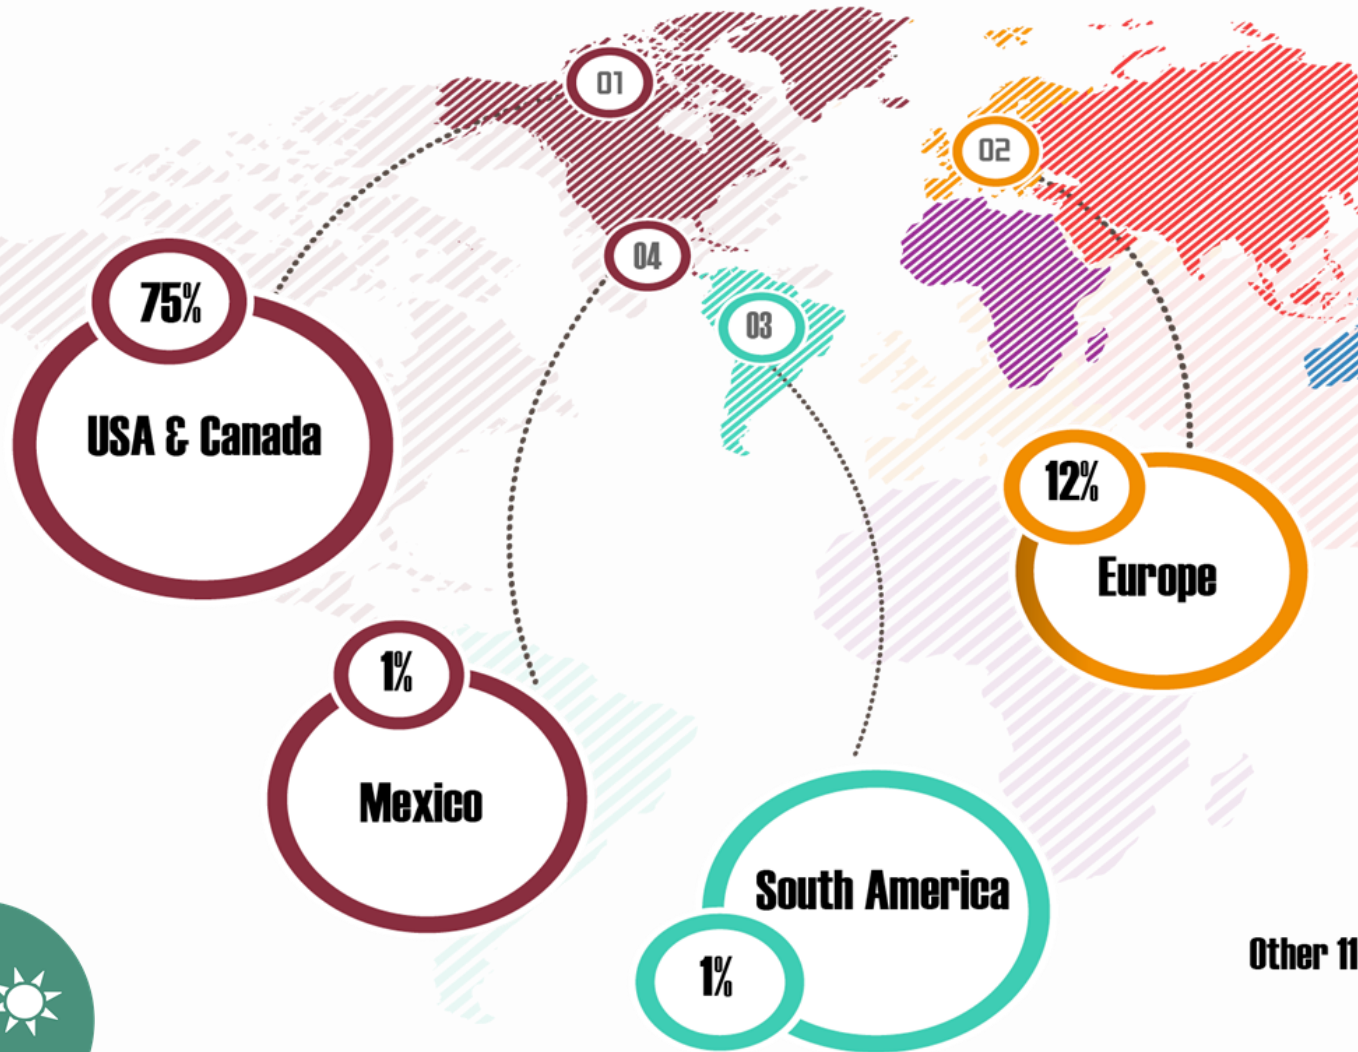 01
02
04
03
75%
USA & Canada
12%
Europe
1%
Mexico
South America
1%
Other 11